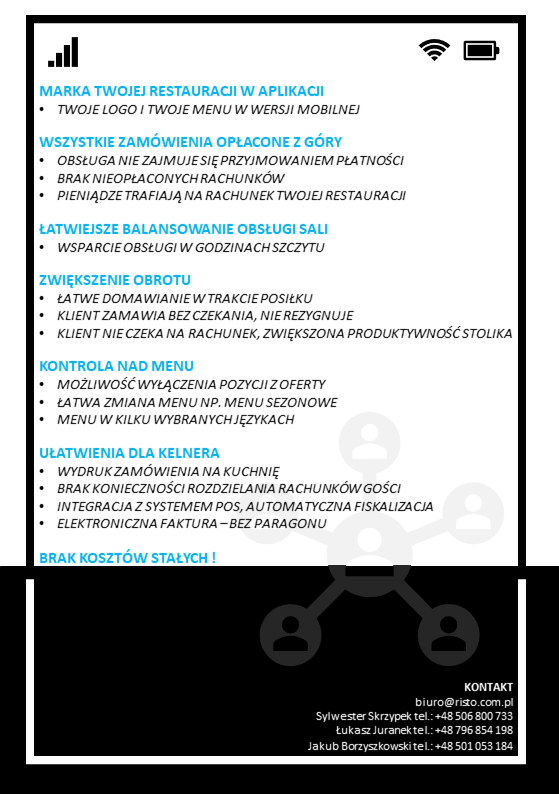 MARKA TWOJEJ RESTAURACJI W APLIKACJI
• TWOJE LOGO I TWOJE MENU W WERSJI MOBILNEJ
WSZYSTKIE ZAMÓWIENIA OPŁACONE Z GÓRY
• OBSŁUGA NIE ZAJMUJE SIĘ PRZYJMOWANIEM PŁATNOŚCI
• BRAK NIEOPŁACONYCH RACHUNKÓW
• PIENIĄDZE TRAFIAJĄ NA RACHUNEK TWOJEJ RESTAURACJI
ŁATWIEJSZE BALANSOWANIE OBSŁUGI SALI
• WSPARCIE OBSŁUGI W GODZINACH SZCZYTU
ZWIĘKSZENIE OBROTU
• ŁATWE DOMAWIANIE W TRAKCIE POSIŁKU
• KLIENT ZAMAWIA BEZ CZEKANIA, NIE REZYGNUJE
• KLIENT NIE CZEKA NA RACHUNEK, ZWIĘKSZONA PRODUKTYWNOŚĆ STOLIKA
KONTROLA NAD MENU
• MOŻLIWOŚĆ WYŁĄCZENIA POZYCJI Z OFERTY
• ŁATWA ZMIANA MENU NP. MENU SEZONOWE
• MENU W KILKU WYBRANYCH JĘZYKACH
UŁATWIENIA DLA KELNERA
• WYDRUK ZAMÓWIENIA NA KUCHNIĘ
• BRAK KONIECZNOŚCI ROZDZIELANIA RACHUNKÓW GOŚCI
• INTEGRACJA Z SYSTEMEM POS, AUTOMATYCZNA FISKALIZACJA
• ELEKTRONICZNA FAKTURA – BEZ PARAGONU
BRAK KOSZTÓW STAŁYCH !
KONTAKT
biuro@risto.com.pl
Sylwester Skrzypek tel.: +48 506 800 733
Łukasz Juranek tel.: +48 796 854 198
Jakub Borzyszkowski tel.: +48 501 053 184